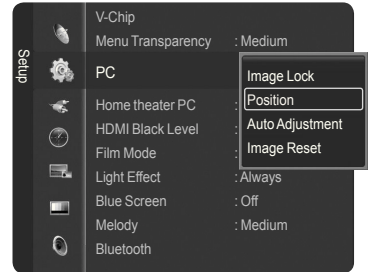 Setup
V-Chip
Menu Transparency : Medium
PC
Home theater PC :
HDMI Black Level :
Film Mode :
Light Effect : Always
Blue Screen : Off
Melody : Medium
Bluetooth
Image Lock
Position
Auto Adjustment
Image Reset